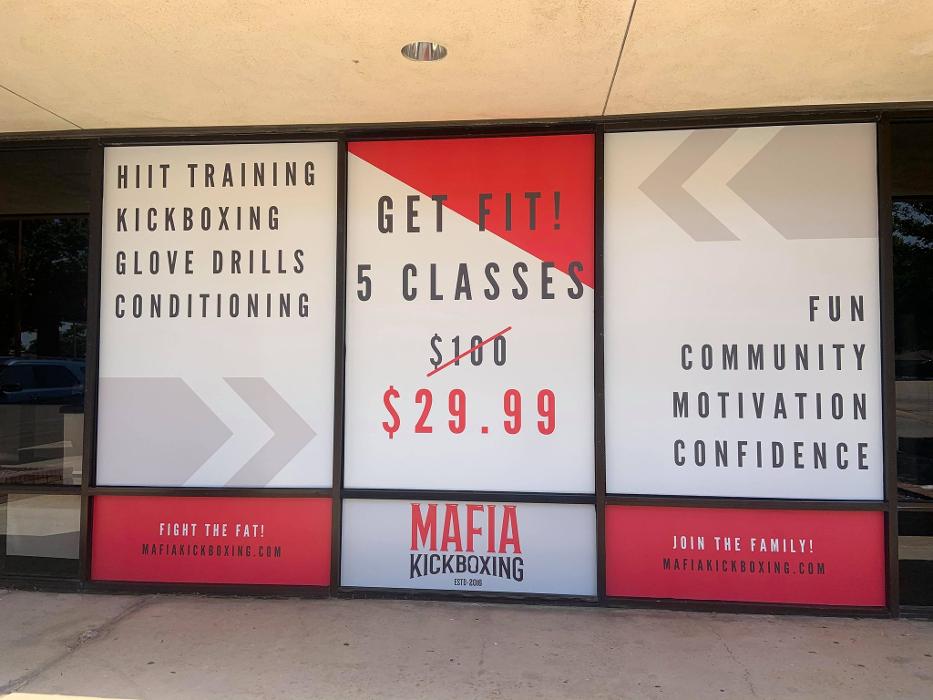 HIIT TRAINING
KICKBOXING
GLOVE DRILLS
CONDITIONING
FIGHT THE FAT!
MAFIAKICKBOXING.COM
GET FIT!
5 CLASSES
$100
$29.99
MAFIA
KICKBOXING
ESTD-2016
FUN
COMMUNITY
MOTIVATION
CONFIDENCE
JOIN THE FAMILY!
MAFIAKICKBOXING.COM